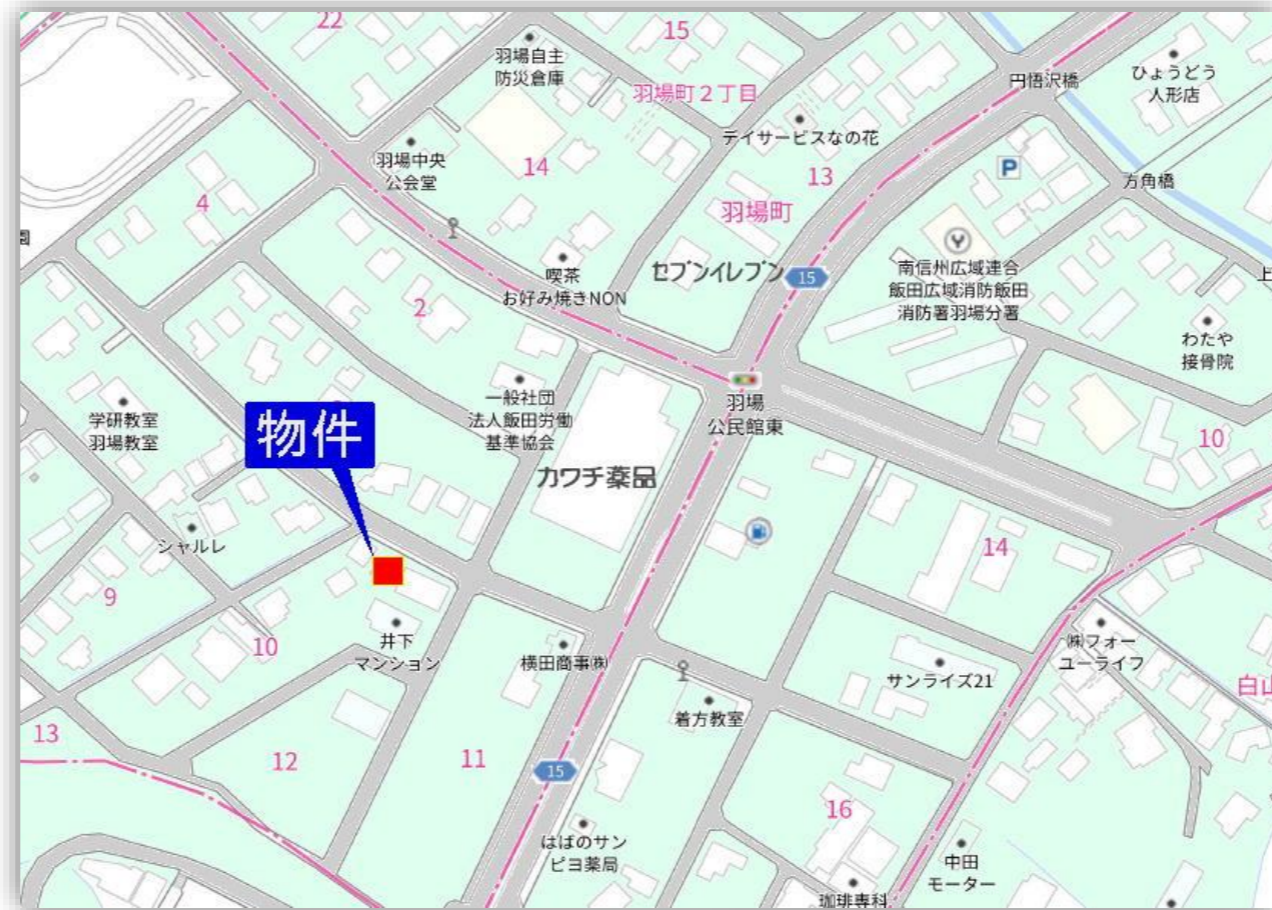 22
羽場自主
防災倉庫
15
羽場町2丁目
円悟沢橋
ひょうどう
人形店
羽場中央
公会堂
14
デイサービスなの花
13
P
方角橋
4
羽場町
園
喫茶
お好み焼きNON
セブンイレブン
15
南信州広域連合
飯田広域消防飯田
消防署羽場分署
上
2
わたや
接骨院
羽場
公民館東
学研教室
羽場教室
一般社団
法人飯田労働
基準協会
10
物件
カワチ薬品
シャルレ
14
9
10
井下
マンション
横田商事㈱
サンライズ21
㈱フォー
ユーライフ
白山
着方教室
13
12
11
15
16
はばのサン
ピヨ薬局
中田
モーター
珈琲専科